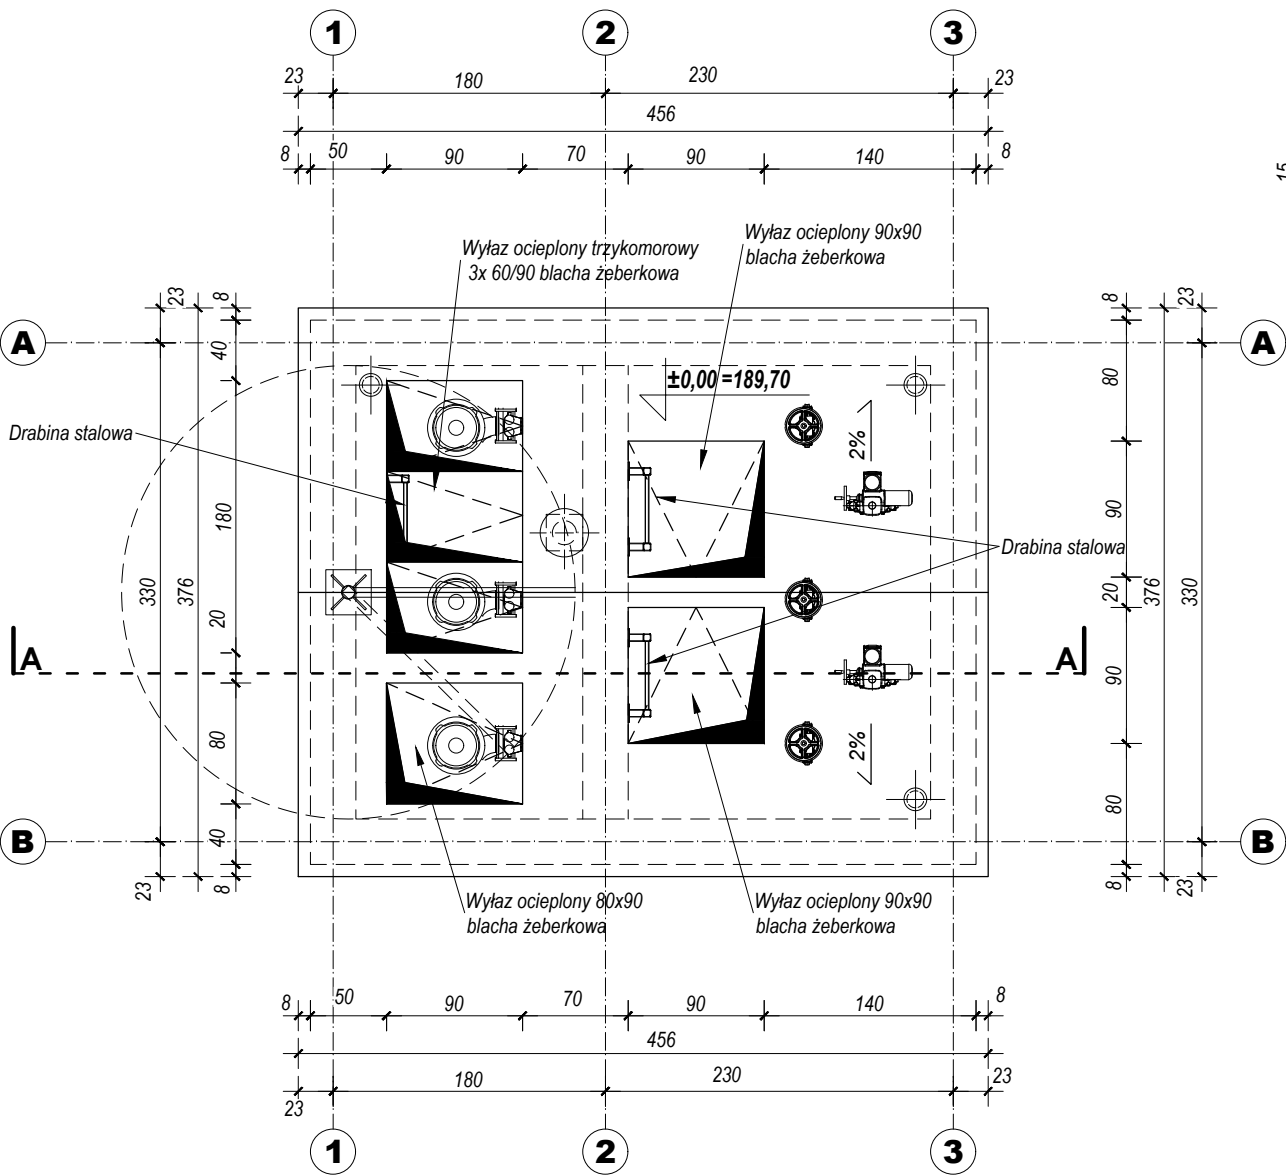 1 2 3
23 180 230 23
456
8 50 90 70 90 140 8
15
Wyłaz ocieplony trzykomorowy
3x 60/90 blacha żeberkowa
Wyłaz ocieplony 90x90
blacha żeberkowa
A A
23 8 8 23
40 80
±0,00 =189,70
Drabina stalowa
2%
180 90
Drabina stalowa
330 376 20 20 376 330
A A
90
80 2% 80
B B
40
23 8 8 23
Wyłaz ocieplony 80x90
blacha żeberkowa
Wyłaz ocieplony 90x90
blacha żeberkowa
8 50 90 70 90 140 8
456
23 180 230 23
1 2 3